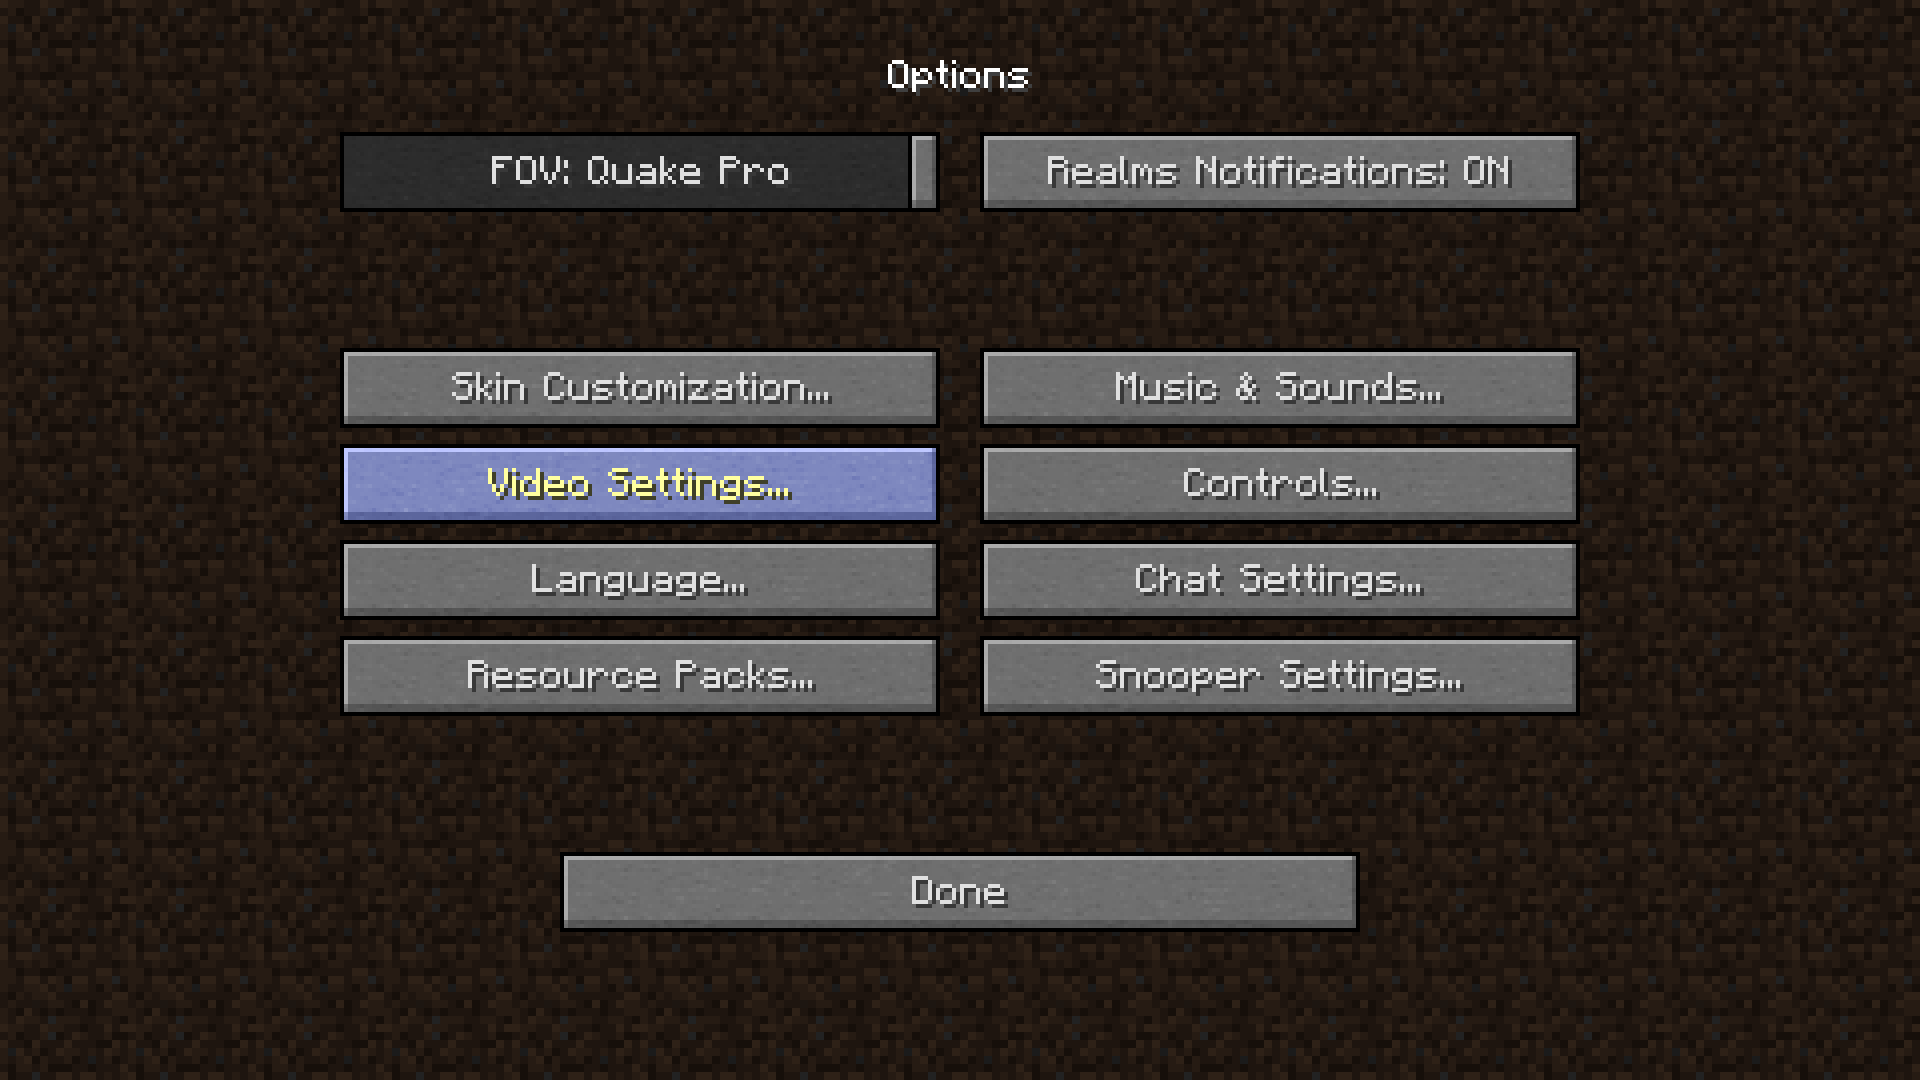 Options
FOV: Quake Pro
Realms Notifications: ON
Skin Customization...
Music & Sounds...
Video Settings...
Controls...
Language...
Chat Settings...
Resource Packs...
Snooper Settings...
Done